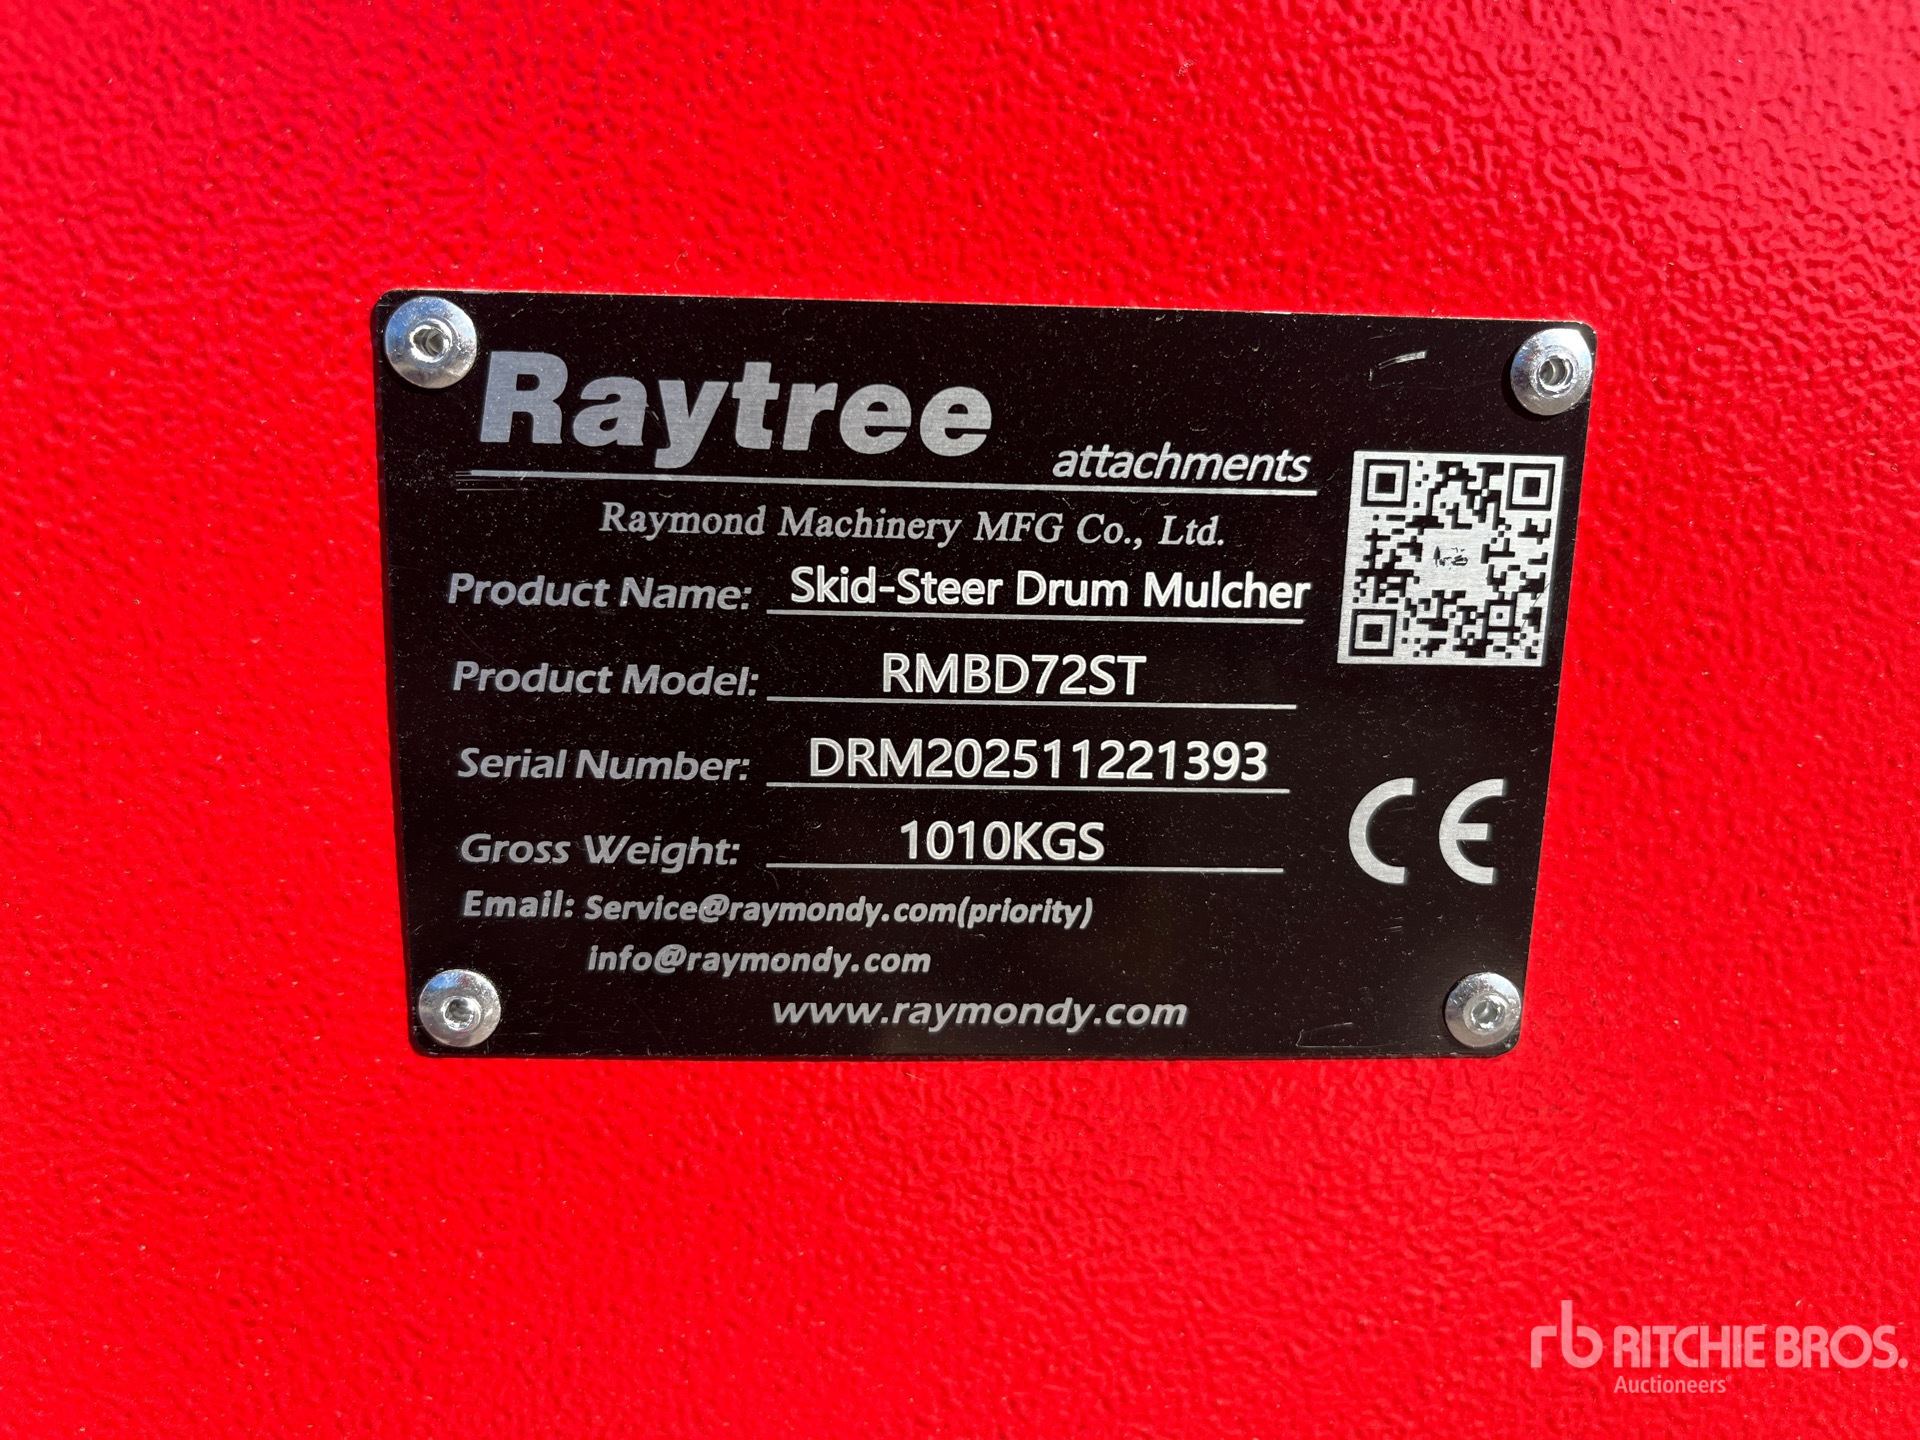 Raytree
attachments
Raymond Machinery MFG Co., Ltd.
Product Name: Skid-Steer Drum Mulcher
Product Model: RMBD72ST
Serial Number: DRM202511221393
Gross Weight: 1010KGS
CE
Email: Service@raymondy.com(priority)
info@raymondy.com
www.raymondy.com
rb RITCHIE BROS.
Auctioneers